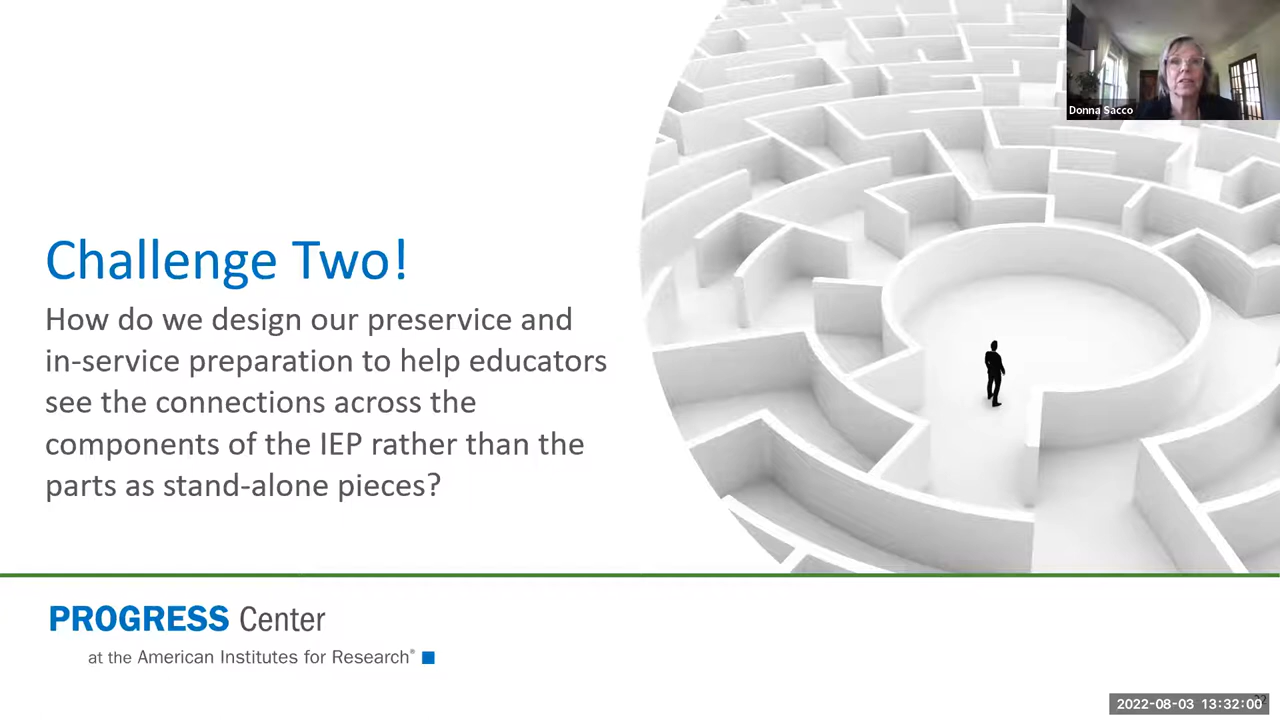 Donna Sacco
Challenge Two!
How do we design our preservice and
in-service preparation to help educators
see the connections across the
components of the IEP rather than the
parts as stand-alone pieces?
PROGRESS Center
at the American Institutes for Research®
2022-08-03 13:32:00